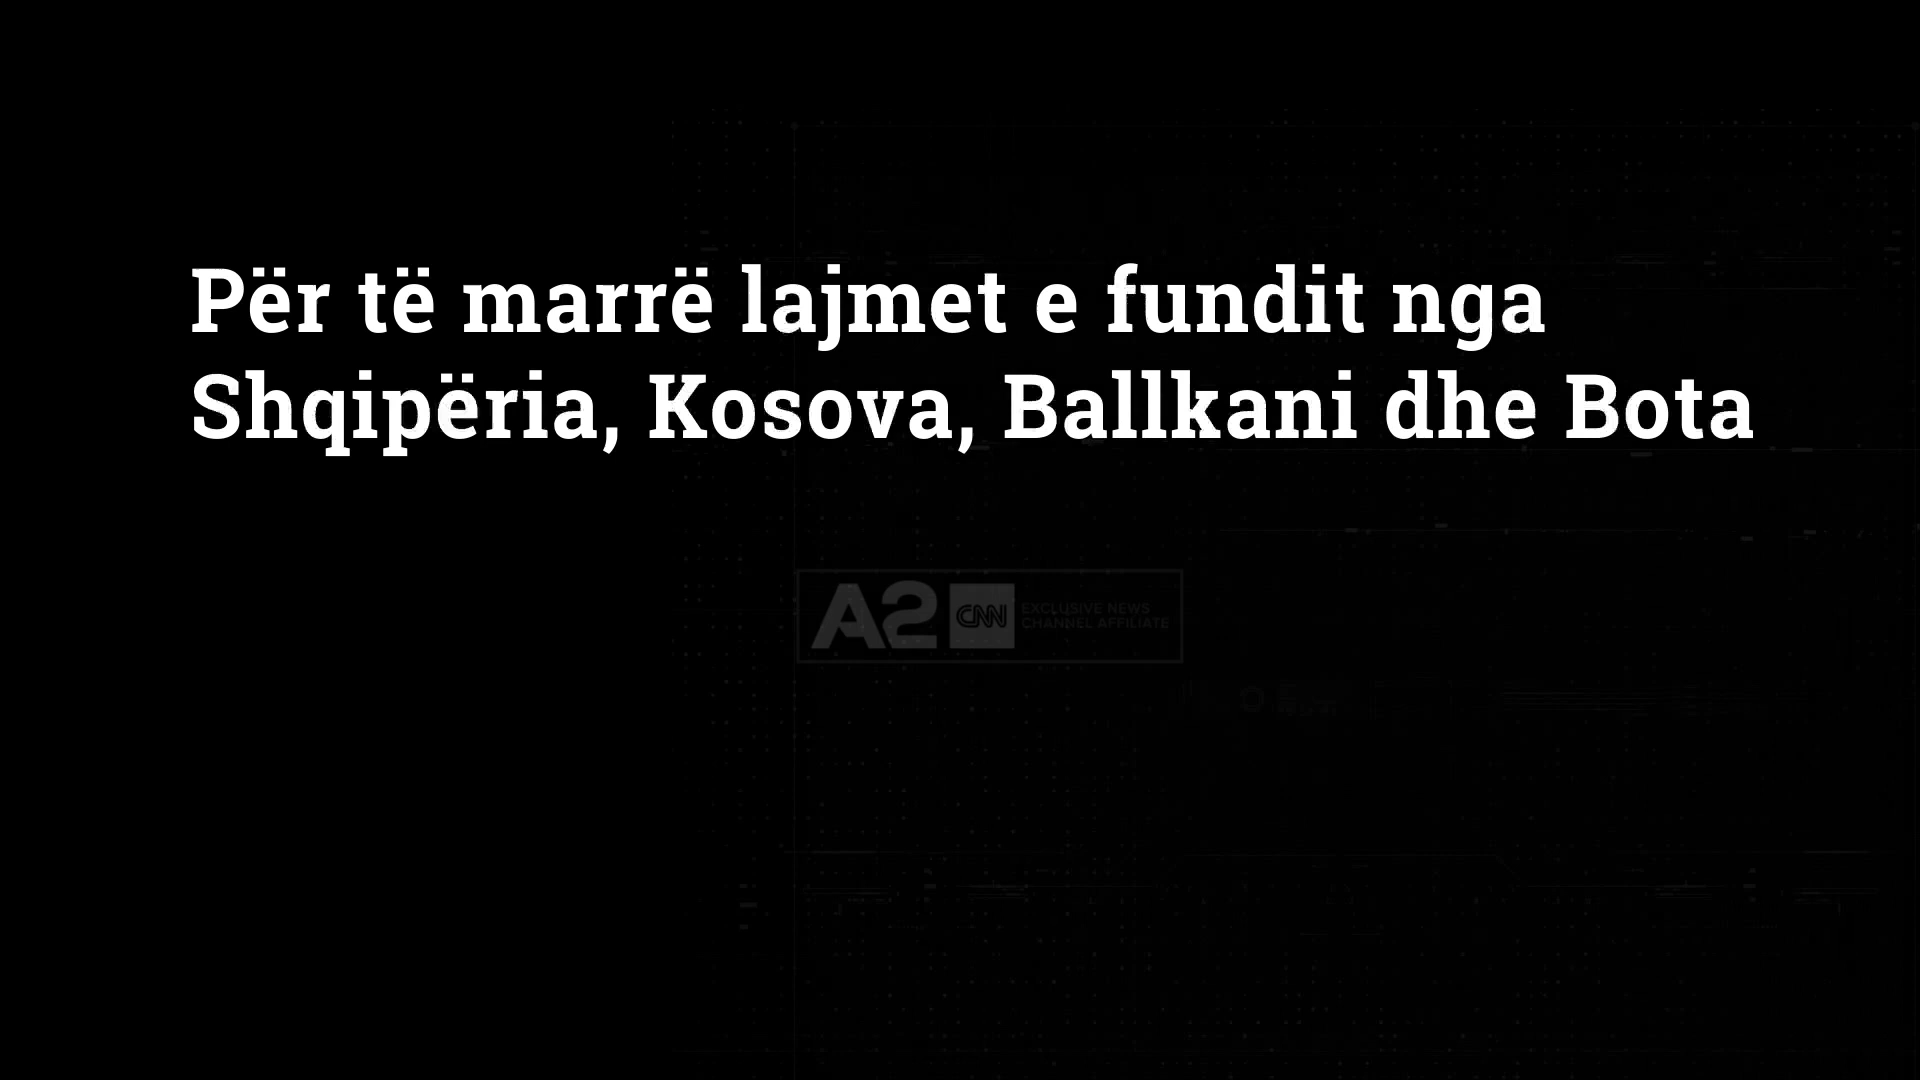 Për të marrë lajmet e fundit nga
Shqipëria, Kosova, Ballkani dhe Bota
A2 CNN EXCLUSIVE NEWS
CHANNEL AFFILIATE